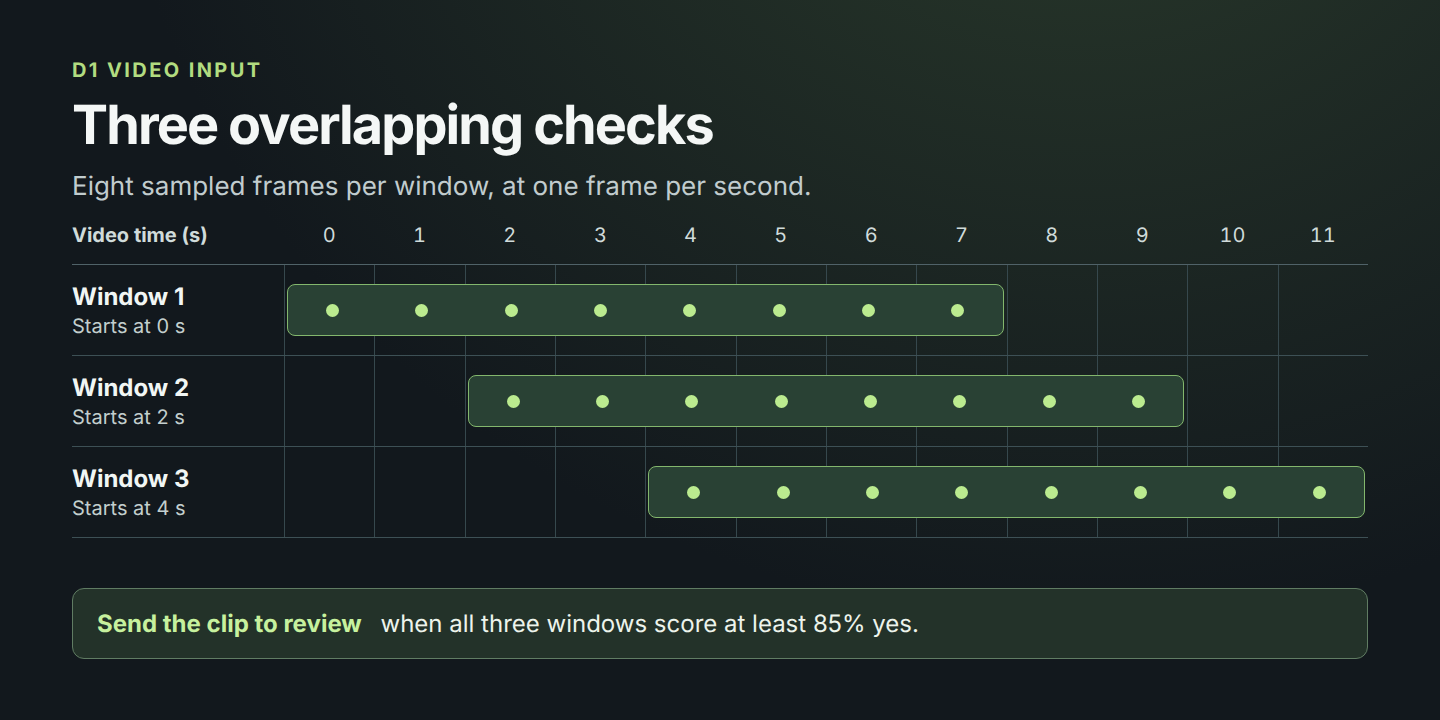 D1 VIDEO INPUT
Three overlapping checks
Eight sampled frames per window, at one frame per second.
Video time (s) 0 1 2 3 4 5 6 7 8 9 10 11
Window 1
Starts at 0 s
Window 2
Starts at 2 s
Window 3
Starts at 4 s
Send the clip to review when all three windows score at least 85% yes.